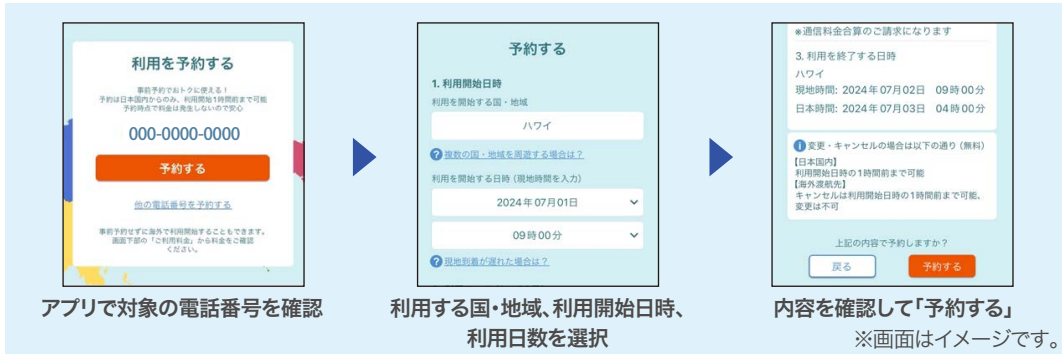 利用を予約する
事前予約でおトクに使える!
予約は日本国内からのみ、利用開始1時間前まで可能
予約時点で料金は発生しないので安心
000-0000-0000
予約する
他の電話番号を予約する
事前予約せずに海外で利用開始することもできます。
画面下部の「ご利用料金」から料金をご確認
ください。
アプリで対象の電話番号を確認
予約する
1. 利用開始日時
利用を開始する国・地域
ハワイ
?複数の国・地域を周遊する場合は?
利用を開始する日時 (現地時間を入力)
2024年07月01日
09時00分
?現地到着が遅れた場合は?
利用する国・地域、利用開始日時、
利用日数を選択
※通信料金合算のご請求になります
3. 利用を終了する日時
ハワイ
現地時間: 2024年07月02日 09時00分
日本時間: 2024年07月03日 04時00分
変更・キャンセルの場合は以下の通り (無料)
【日本国内】
利用開始日時の1時間前まで可能
【海外渡航先】
キャンセルは利用開始日時の1時間前まで可能、
変更は不可
上記の内容で予約しますか?
戻る
予約する
内容を確認して「予約する」
※画面はイメージです。